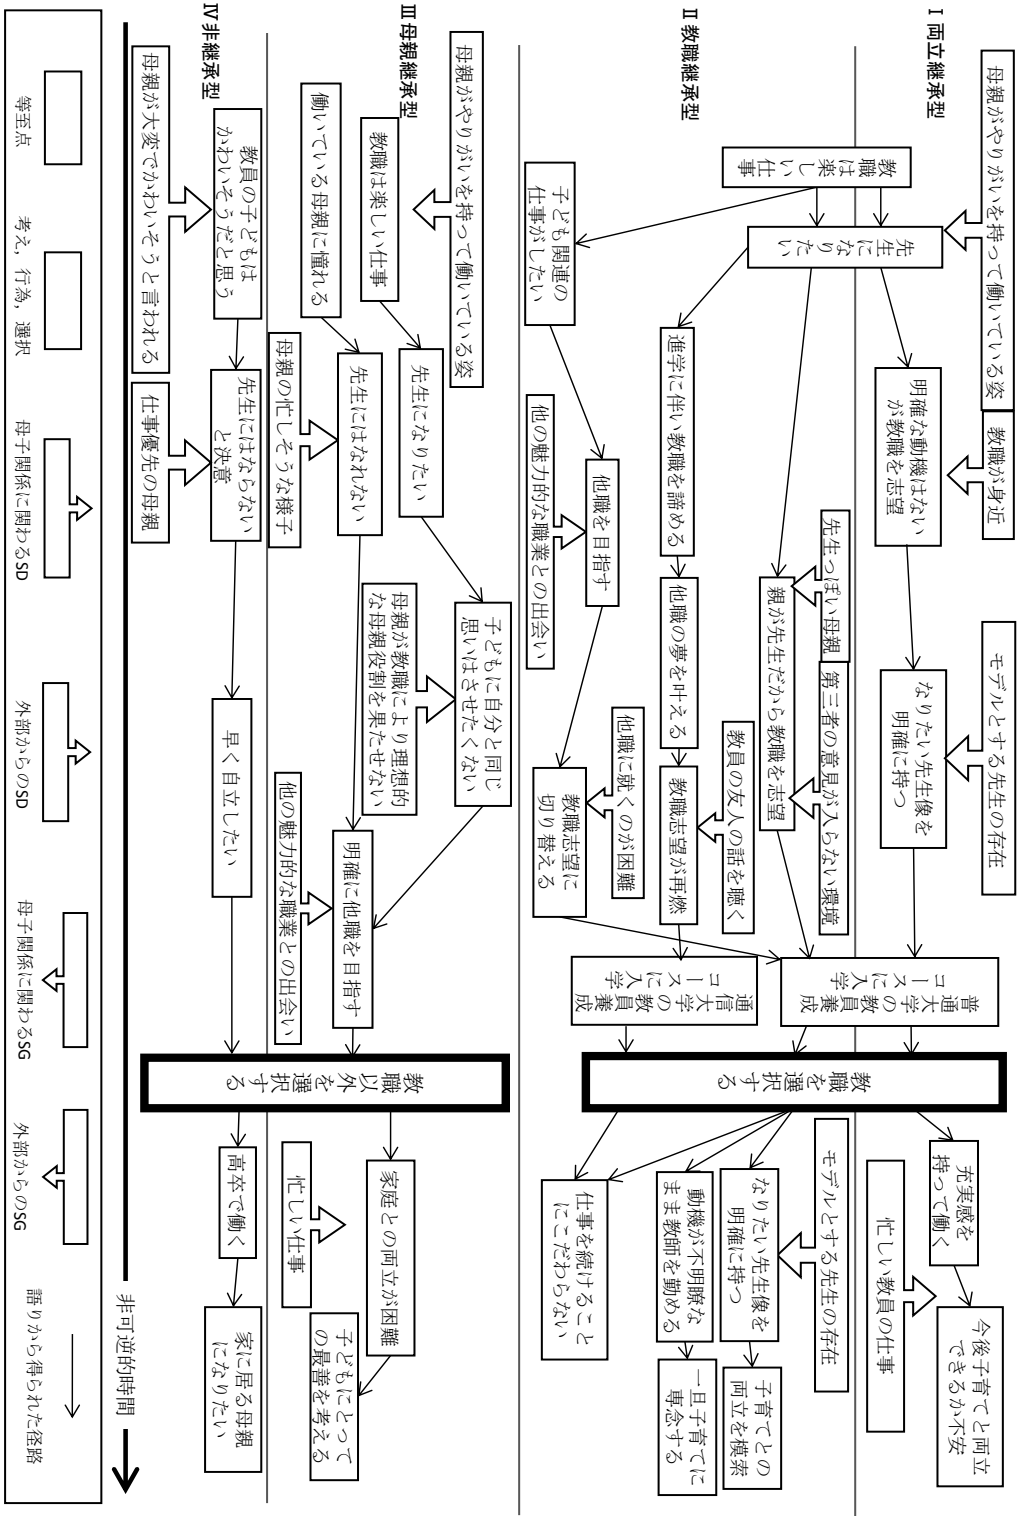 Ⅰ 両立継承型
母親がやりがいを持って働いている姿
教職が身近
モデルとする先生の存在
教職は楽しい仕事
先生になりたい
明確な動機はない
が教職を志望
なりたい先生像を
明確に持つ
普通大学の教員養成
コースに入学
教職を選択する
充実感を
持って働く
忙しい教員の仕事
今後子育てと両立
できるか不安
Ⅱ 教職継承型
先生っぽい母親
第三者の意見が入らない環境
親が先生だから教職を志望
教員の友人の話を聴く
進学に伴い教職を諦める
他職の夢を叶える
教職志望が再燃
通信大学の教員養成
コースに入学
モデルとする先生の存在
なりたい先生像を
明確に持つ
子育てとの
両立を模索
動機が不明瞭な
まま教師を勤める
一旦子育てに
専念する
子ども関連の
仕事がしたい
他職を目指す
他の魅力的な職業との出会い
他職に就くのが困難
教職志望に
切り替える
仕事を続けること
にこだわらない
Ⅲ 母親継承型
母親がやりがいを持って働いている姿
教職は楽しい仕事
先生になりたい
子どもに自分と同じ
思いはさせたくない
母親が教職により理想的
な母親役割を果たせない
働いている母親に憧れる
先生にはなれない
母親の忙しそうな様子
明確に他職を目指す
他の魅力的な職業との出会い
教職以外を選択する
家庭との両立が困難
忙しい仕事
子どもにとって
の最善を考える
Ⅳ 非継承型
教員の子どもは
かわいそうだと思う
母親が大変でかわいそうと言われる
先生にはならない
と決意
仕事優先の母親
早く自立したい
高卒で働く
家に居る母親
になりたい
非可逆的時間
等至点
考え，行為，選択
母子関係に関わるSD
外部からのSD
母子関係に関わるSG
外部からのSG
語りから得られた径路